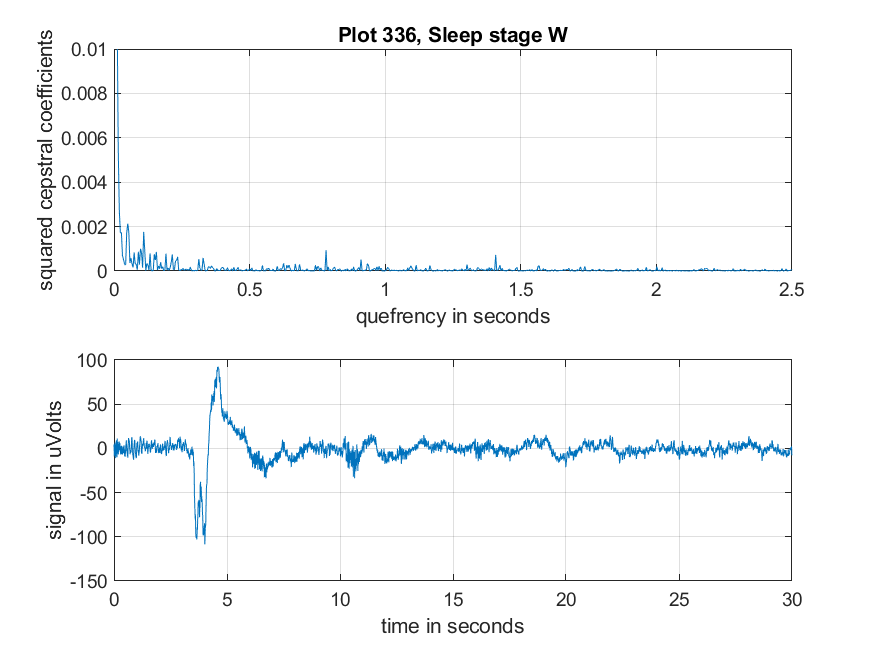 Plot 336, Sleep stage W
squared cepstral coefficients
0.01
0.008
0.006
0.004
0.002
0
0 0.5 1 1.5 2 2.5
quefrency in seconds
signal in uVolts
100
50
0
-50
-100
-150
0 5 10 15 20 25 30
time in seconds